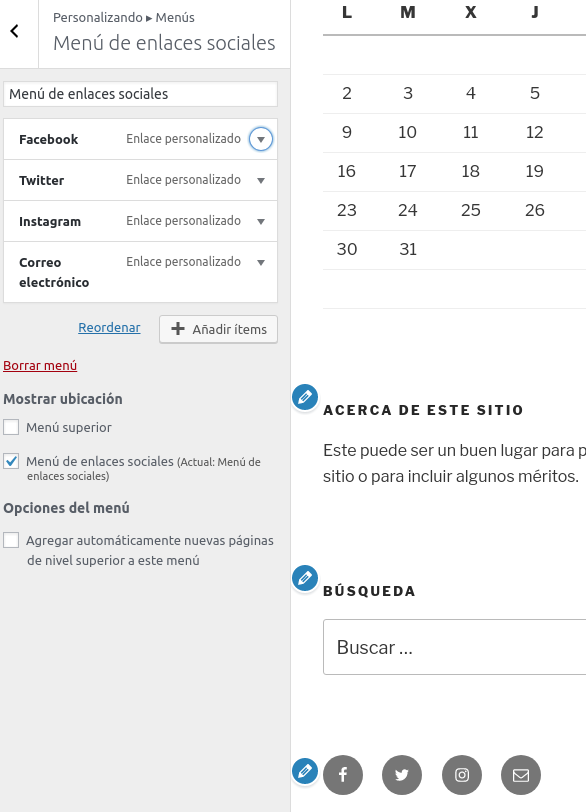 Personalizando ▸ Menús
Menú de enlaces sociales
Menú de enlaces sociales
Facebook Enlace personalizado
Twitter Enlace personalizado
Instagram Enlace personalizado
Correo electrónico Enlace personalizado
Reordenar Añadir ítems
Borrar menú
Mostrar ubicación
Menú superior
Menú de enlaces sociales (Actual: Menú de
enlaces sociales)
Opciones del menú
Agregar automáticamente nuevas páginas
de nivel superior a este menú
L M X J
2 3 4 5
9 10 11 12
16 17 18 19
23 24 25 26
30 31
ACERCA DE ESTE SITIO
Este puede ser un buen lugar para p
sitio o para incluir algunos méritos.
BÚSQUEDA
Buscar ...